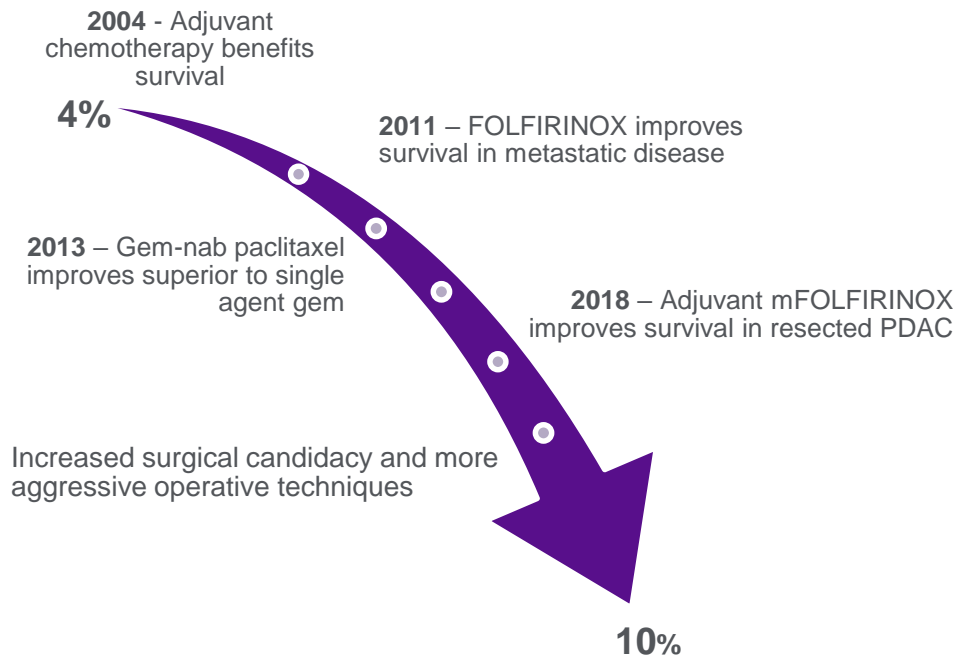 2004 - Adjuvant
chemotherapy benefits
survival
4%
2011 – FOLFIRINOX improves
survival in metastatic disease
2013 – Gem-nab paclitaxel
improves superior to single
agent gem
2018 – Adjuvant mFOLFIRINOX
improves survival in resected PDAC
Increased surgical candidacy and more
aggressive operative techniques
10%